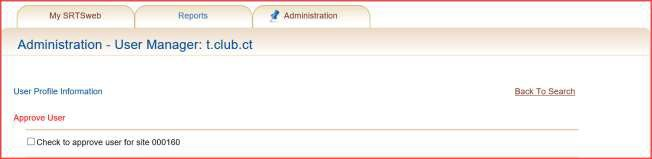 My SRTSweb Reports Administration
Administration - User Manager: t.club.ct
User Profile Information Back To Search
Approve User
Check to approve user for site 000160